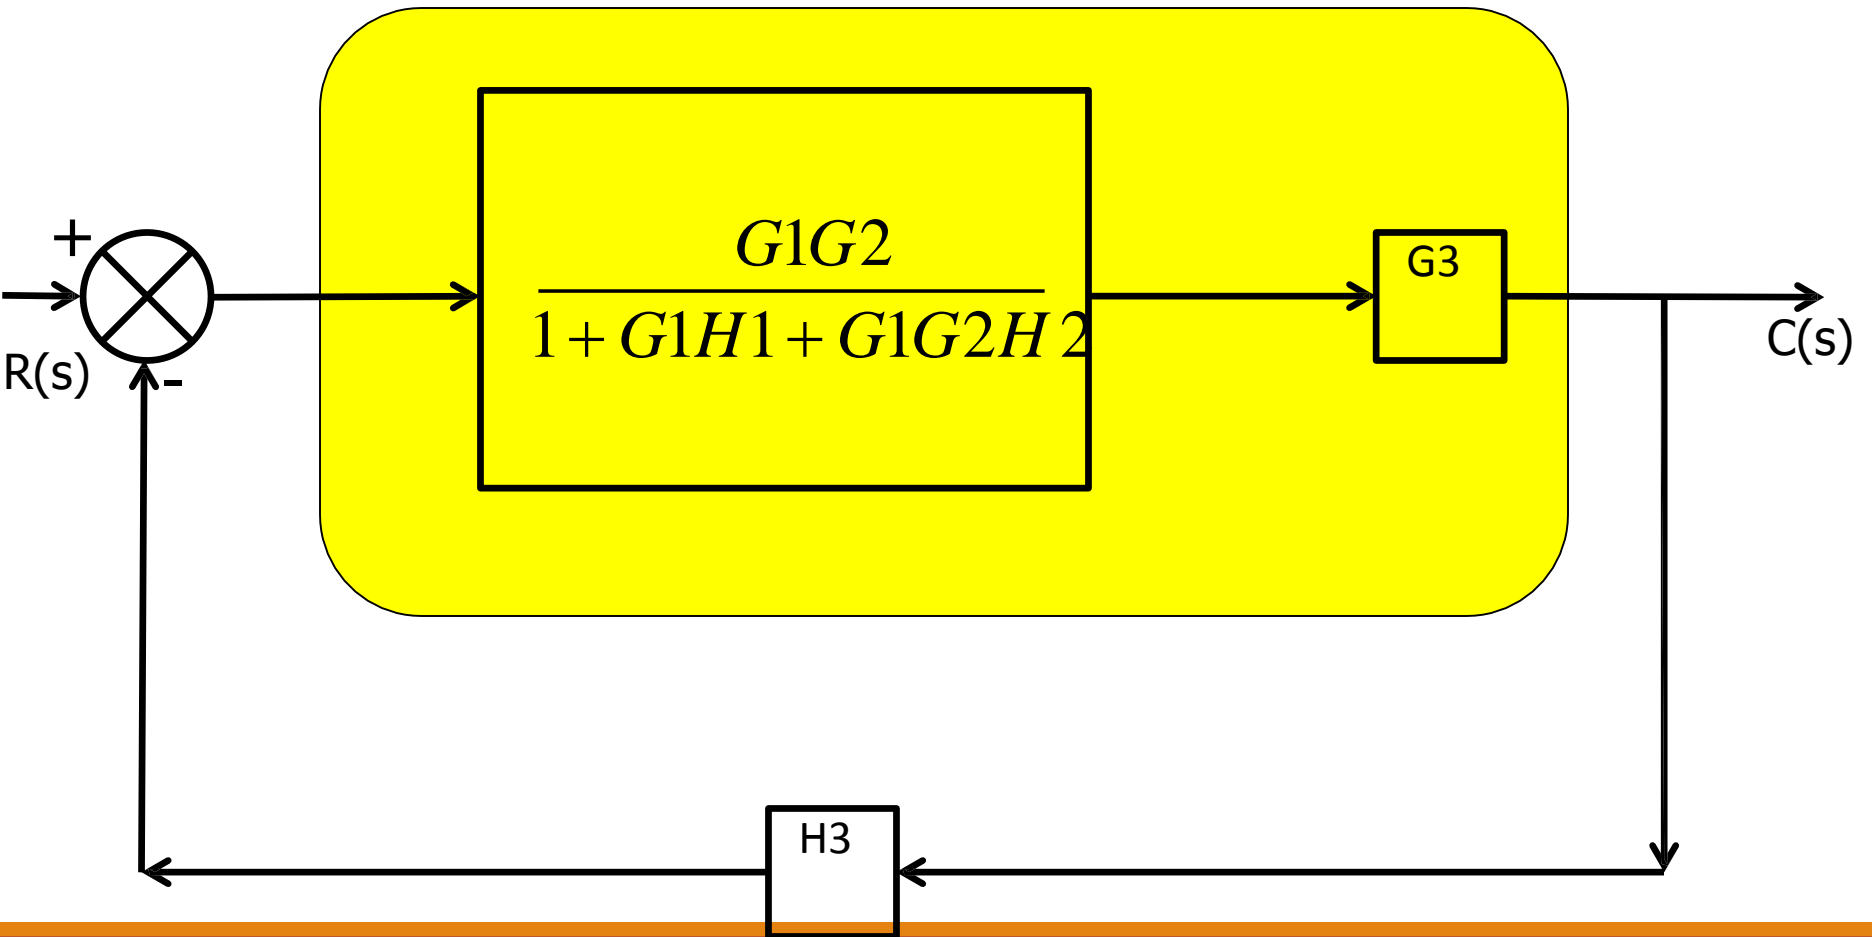 G1G2
1+G1H1+G1G2H2
G3
+
R(s)
-
C(s)
H3